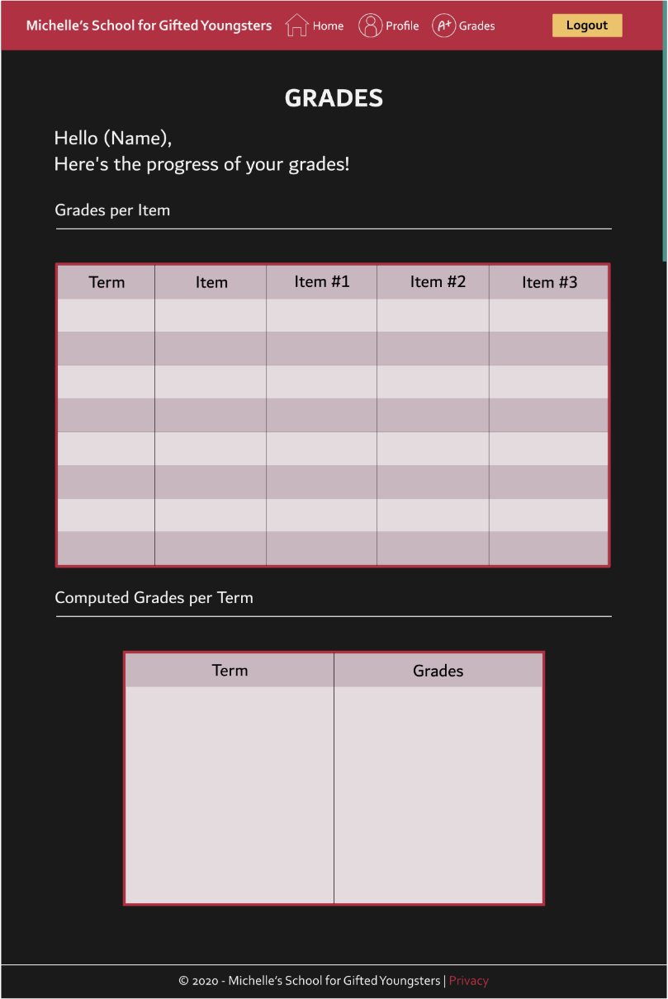 Michelle's School for Gifted Youngsters Home Profile A+ Grades Logout
GRADES
Hello (Name),
Here's the progress of your grades!
Grades per Item
Term Item Item #1 Item #2 Item #3
Computed Grades per Term
Term Grades
© 2020 - Michelle's School for Gifted Youngsters | Privacy